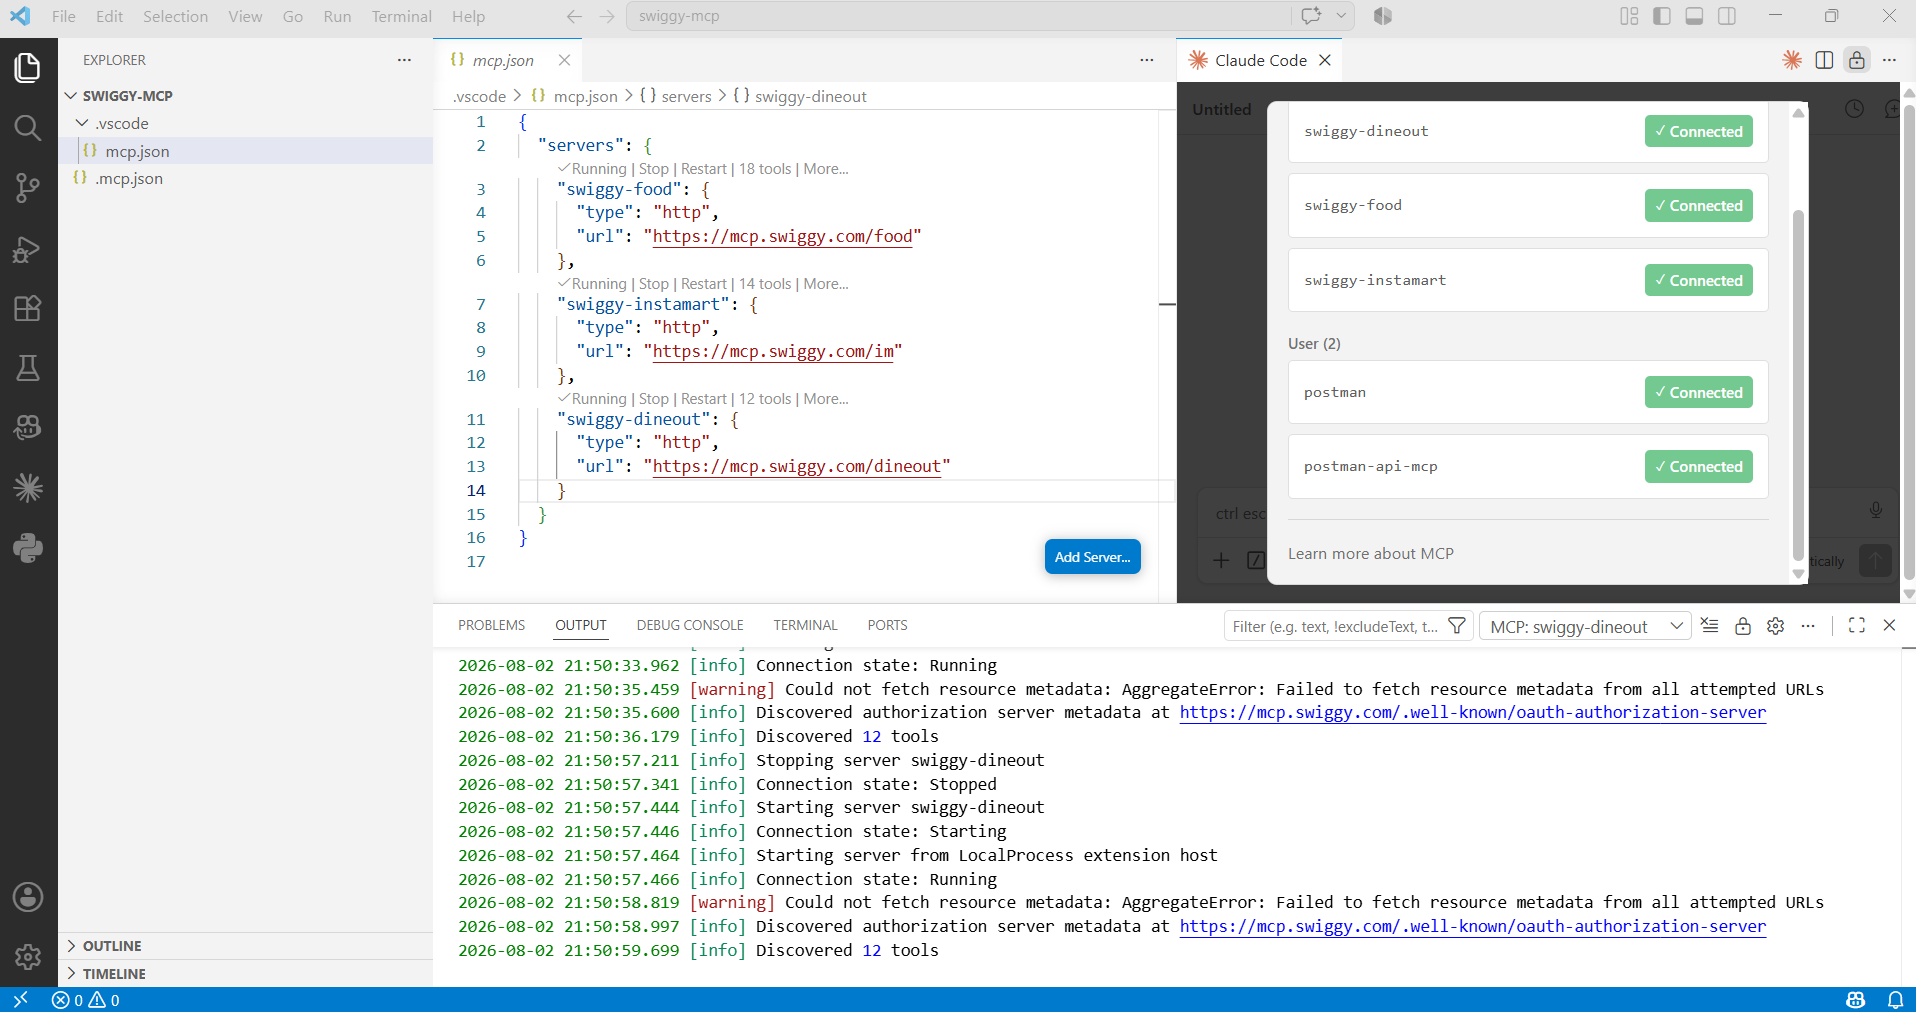 File Edit Selection View Go Run Terminal Help
swiggy-mcp
EXPLORER
SWIGGY-MCP
.vscode
{} mcp.json
{} .mcp.json
OUTLINE
TIMELINE
{} mcp.json
.vscode > {} mcp.json > {} servers > {} swiggy-dineout
1 {
2 "servers": {
✓Running | Stop | Restart | 18 tools | More...
3 "swiggy-food": {
4 "type": "http",
5 "url": "https://mcp.swiggy.com/food"
6 },
✓Running | Stop | Restart | 14 tools | More...
7 "swiggy-instamart": {
8 "type": "http",
9 "url": "https://mcp.swiggy.com/im"
10 },
✓Running | Stop | Restart | 12 tools | More...
11 "swiggy-dineout": {
12 "type": "http",
13 "url": "https://mcp.swiggy.com/dineout"
14 }
15 }
16 }
17
Add Server...
Claude Code
Untitled
swiggy-dineout ✓ Connected
swiggy-food ✓ Connected
swiggy-instamart ✓ Connected
User (2)
postman ✓ Connected
postman-api-mcp ✓ Connected
Learn more about MCP
ctrl esc
tically
PROBLEMS OUTPUT DEBUG CONSOLE TERMINAL PORTS
Filter (e.g. text, !excludeText, t...
MCP: swiggy-dineout
2026-08-02 21:50:33.962 [info] Connection state: Running
2026-08-02 21:50:35.459 [warning] Could not fetch resource metadata: AggregateError: Failed to fetch resource metadata from all attempted URLs
2026-08-02 21:50:35.600 [info] Discovered authorization server metadata at https://mcp.swiggy.com/.well-known/oauth-authorization-server
2026-08-02 21:50:36.179 [info] Discovered 12 tools
2026-08-02 21:50:57.211 [info] Stopping server swiggy-dineout
2026-08-02 21:50:57.341 [info] Connection state: Stopped
2026-08-02 21:50:57.444 [info] Starting server swiggy-dineout
2026-08-02 21:50:57.446 [info] Connection state: Starting
2026-08-02 21:50:57.464 [info] Starting server from LocalProcess extension host
2026-08-02 21:50:57.466 [info] Connection state: Running
2026-08-02 21:50:58.819 [warning] Could not fetch resource metadata: AggregateError: Failed to fetch resource metadata from all attempted URLs
2026-08-02 21:50:58.997 [info] Discovered authorization server metadata at https://mcp.swiggy.com/.well-known/oauth-authorization-server
2026-08-02 21:50:59.699 [info] Discovered 12 tools
0 0